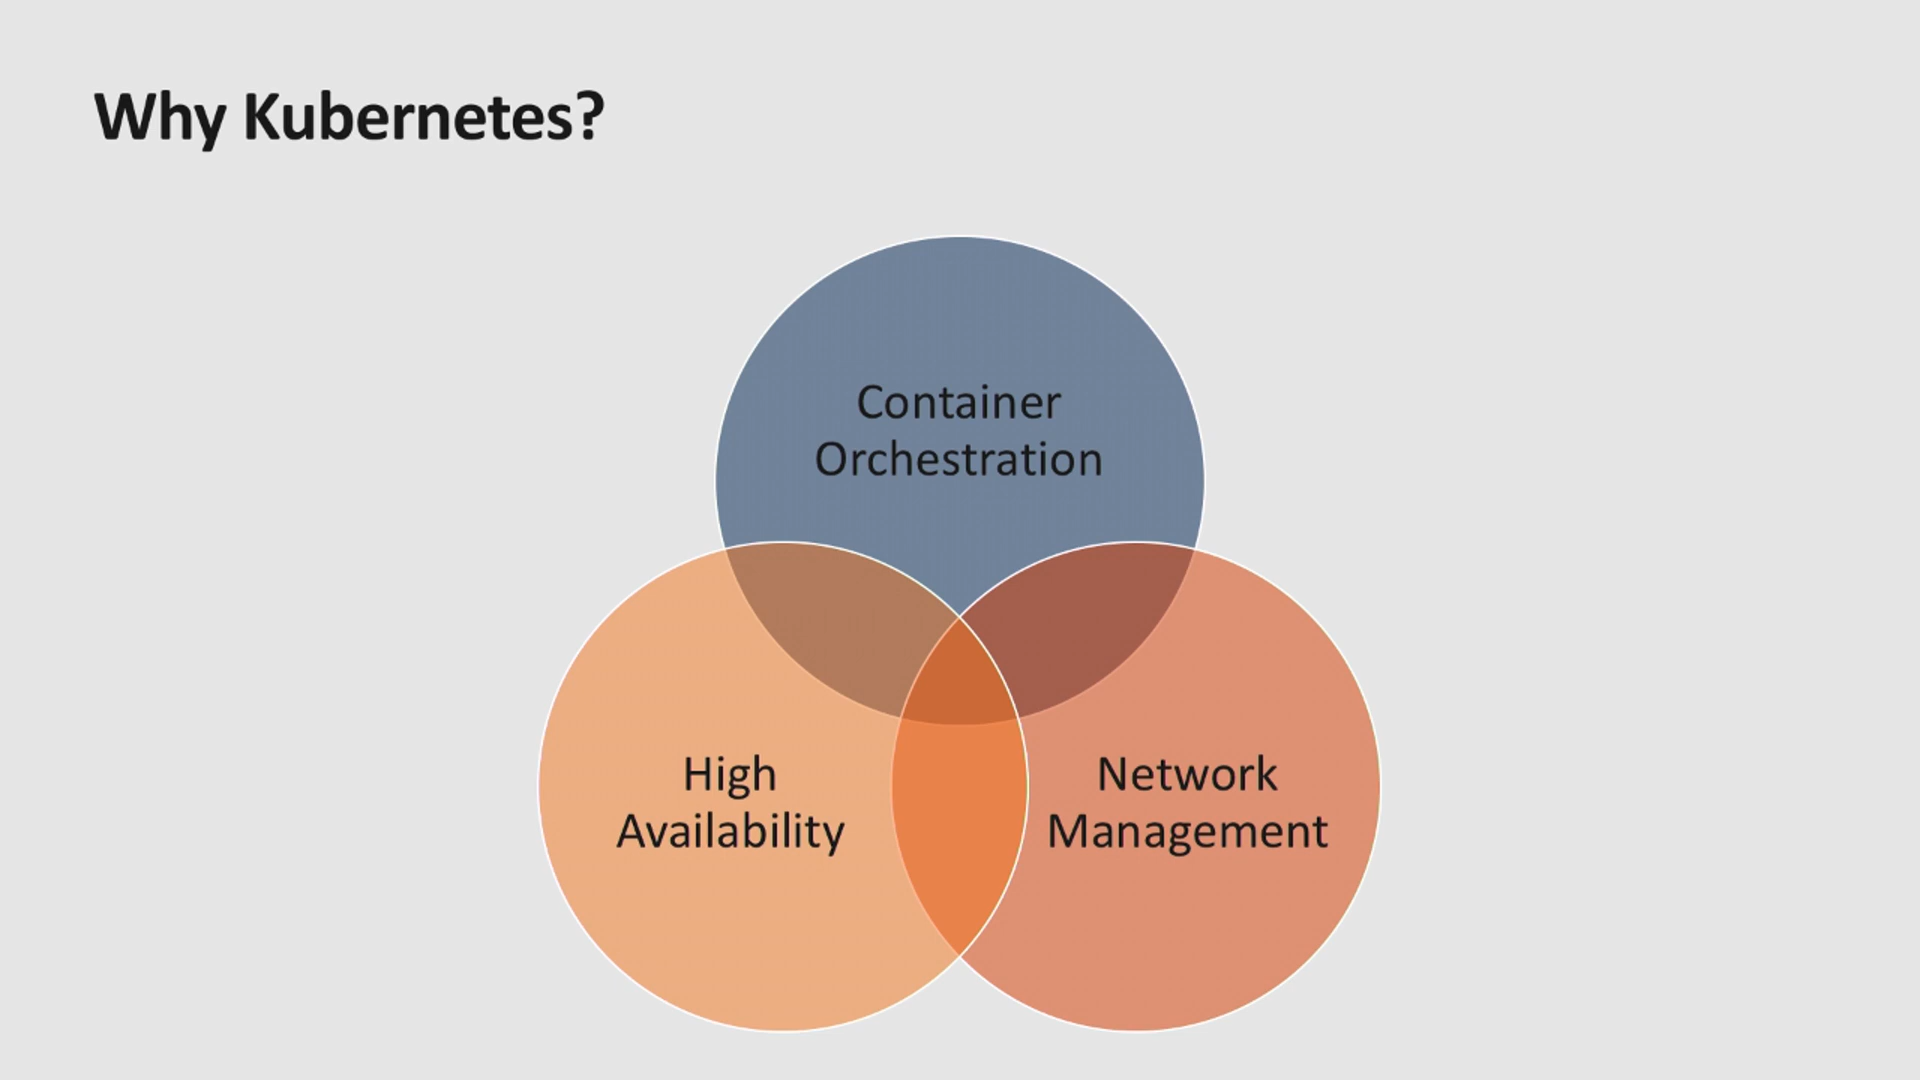 Why Kubernetes?
Container
Orchestration
High
Availability
Network
Management